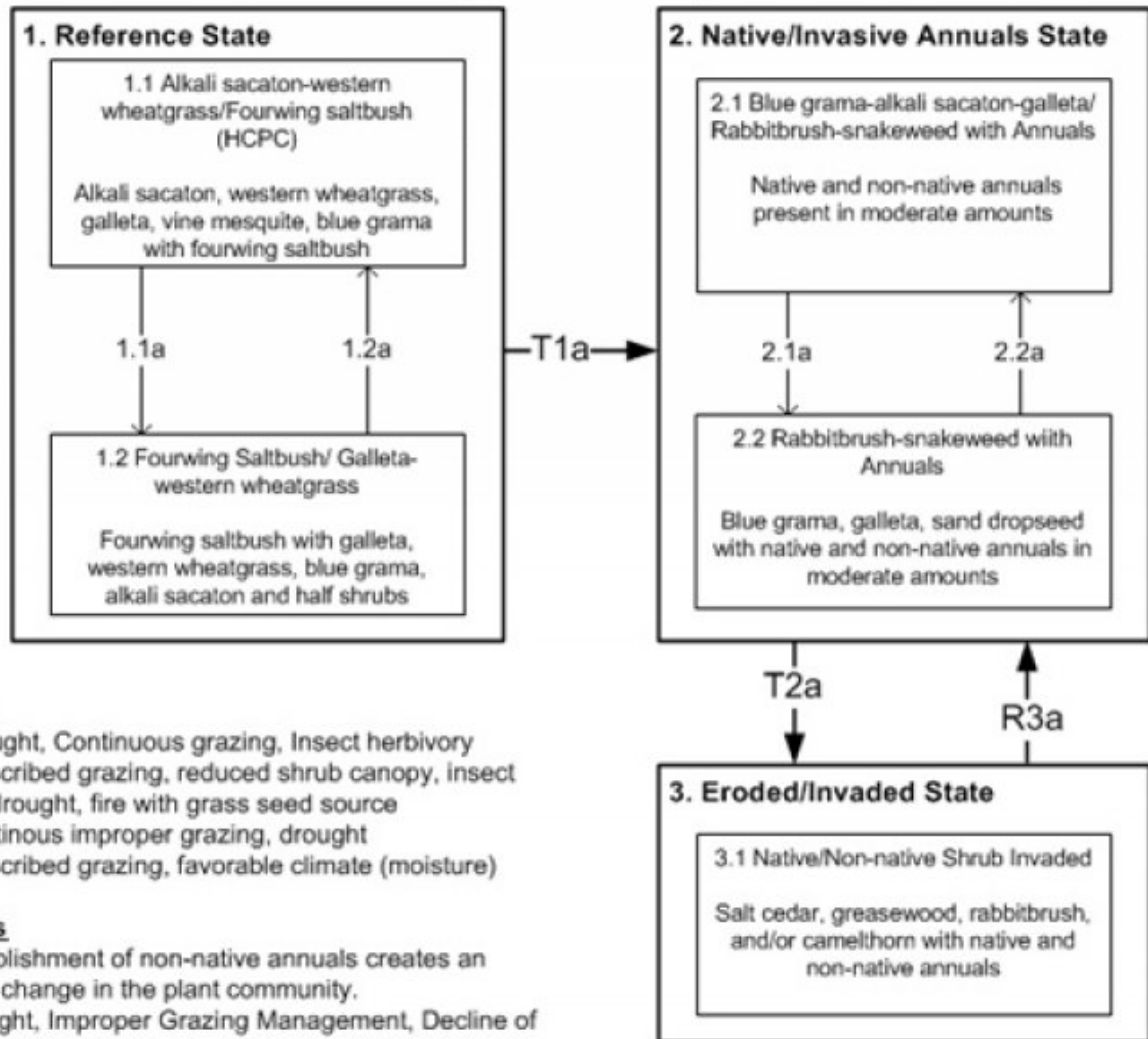 1. Reference State
1.1 Alkali sacaton-western
wheatgrass/Fourwing saltbush
(HCPC)
Alkali sacaton, western wheatgrass,
galleta, vine mesquite, blue grama
with fourwing saltbush
1.1a
1.2a
1.2 Fourwing Saltbush/ Galleta-
western wheatgrass
Fourwing saltbush with galleta,
western wheatgrass, blue grama,
alkali sacaton and half shrubs
T1a
2. Native/Invasive Annuals State
2.1 Blue grama-alkali sacaton-galleta/
Rabbitbrush-snakeweed with Annuals
Native and non-native annuals
present in moderate amounts
2.1a
2.2a
2.2 Rabbitbrush-snakeweed wiith
Annuals
Blue grama, galleta, sand dropseed
with native and non-native annuals in
moderate amounts
T2a
R3a
3. Eroded/Invaded State
3.1 Native/Non-native Shrub Invaded
Salt cedar, greasewood, rabbitbrush,
and/or camelthorn with native and
non-native annuals
ught, Continuous grazing, Insect herbivory
scribed grazing, reduced shrub canopy, insect
drought, fire with grass seed source
tinous improper grazing, drought
scribed grazing, favorable climate (moisture)
s
blishment of non-native annuals creates an
change in the plant community.
ght, Improper Grazing Management, Decline of